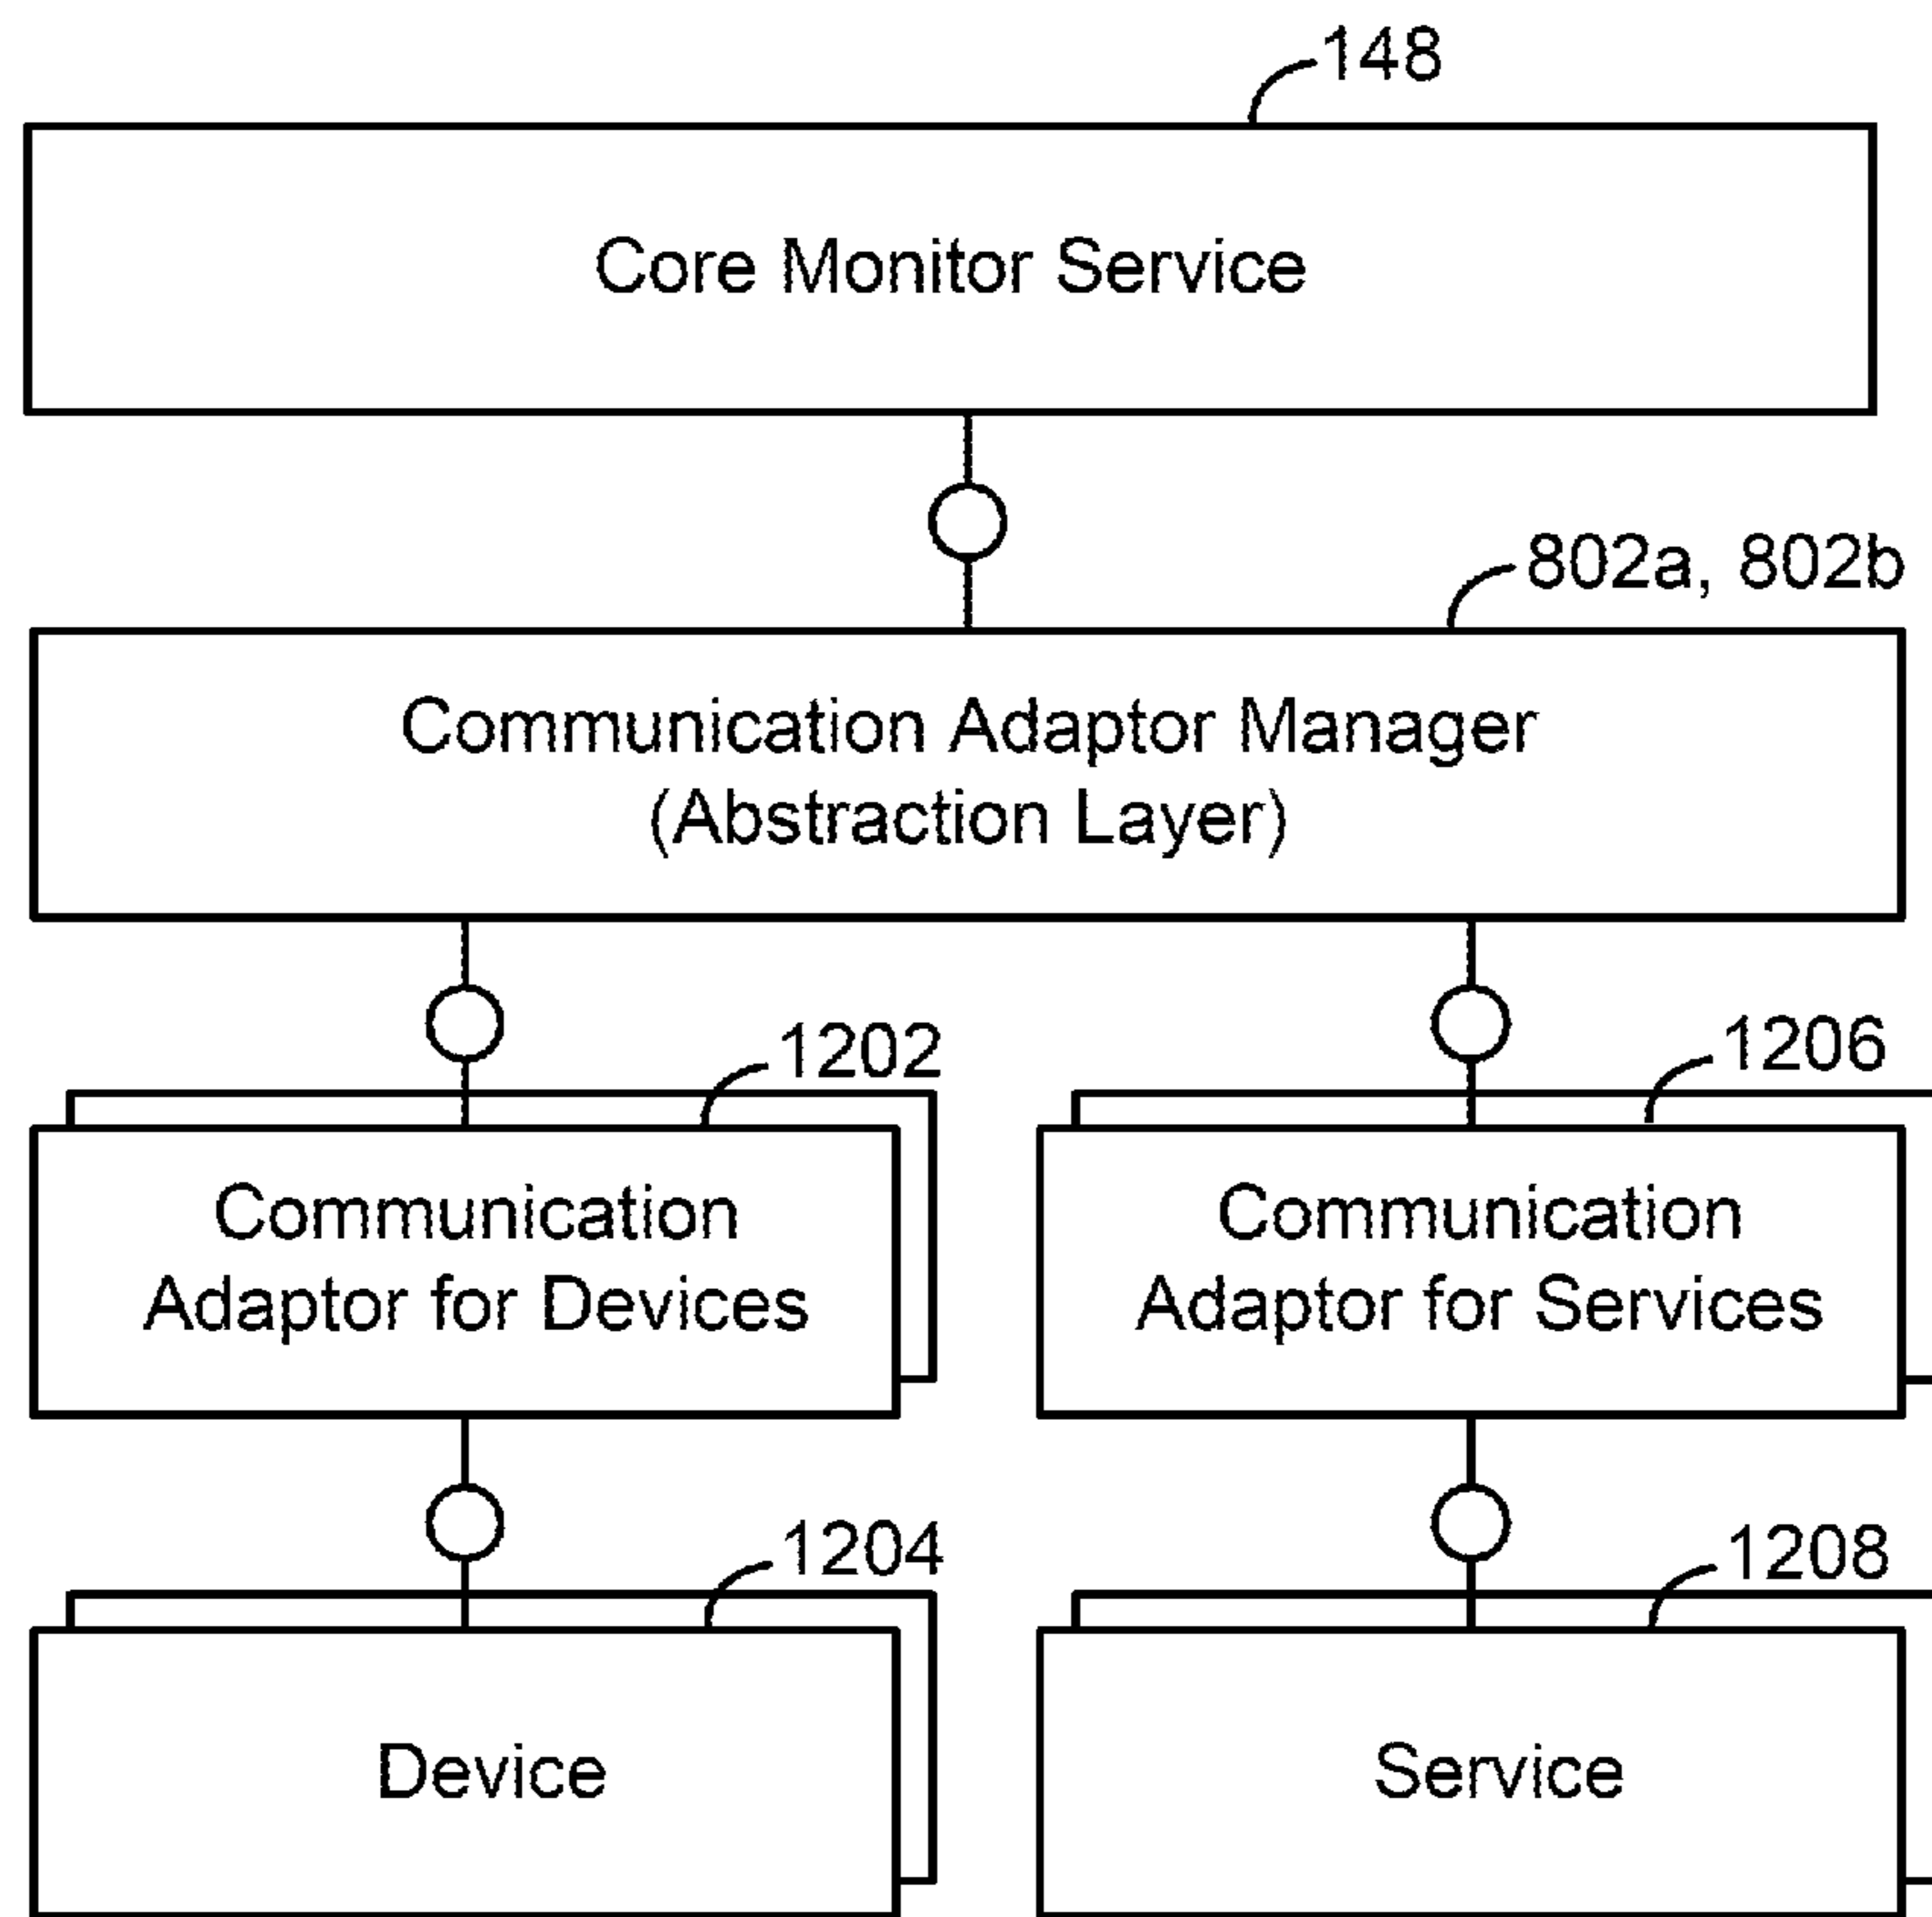 148
Core Monitor Service
802a, 802b
Communication Adaptor Manager
(Abstraction Layer)
1202
1206
Communication
Adaptor for Devices
Communication
Adaptor for Services
1204
1208
Device
Service